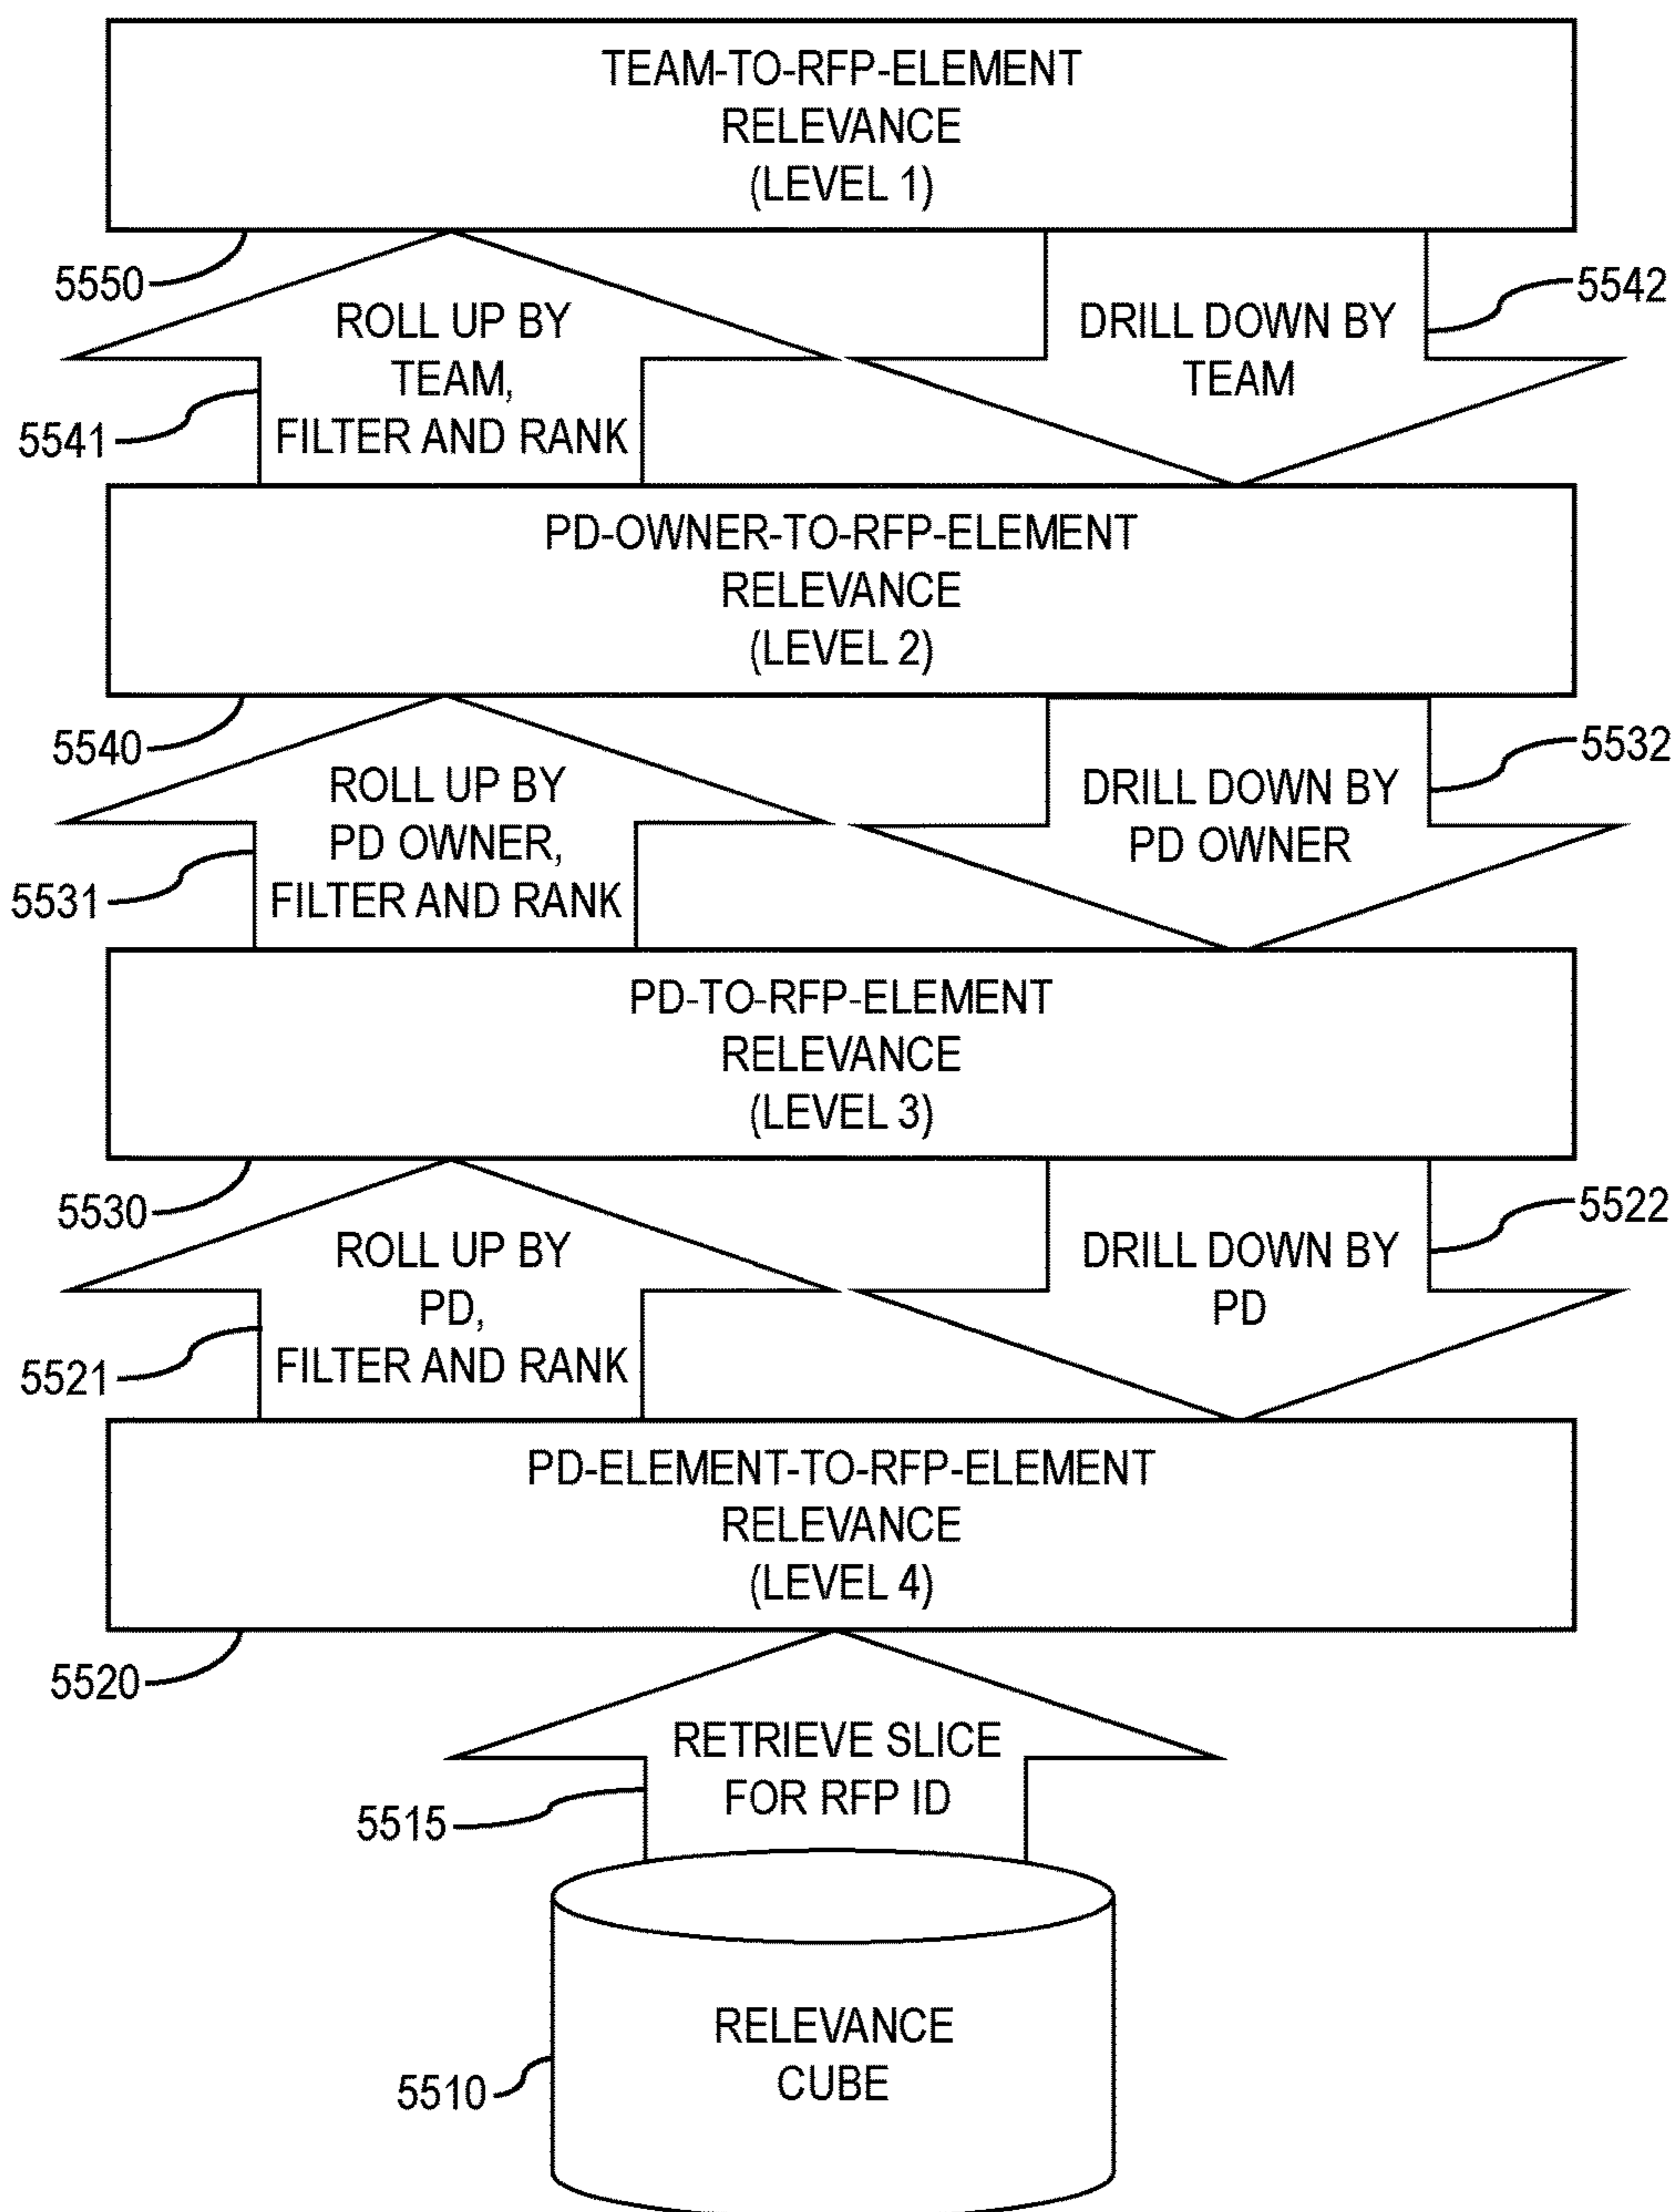 TEAM-TO-RFP-ELEMENT
RELEVANCE
(LEVEL 1)
5550
5542
ROLL UP BY
TEAM,
FILTER AND RANK
DRILL DOWN BY
TEAM
5541
PD-OWNER-TO-RFP-ELEMENT
RELEVANCE
(LEVEL 2)
5540
5532
ROLL UP BY
PD OWNER,
FILTER AND RANK
DRILL DOWN BY
PD OWNER
5531
PD-TO-RFP-ELEMENT
RELEVANCE
(LEVEL 3)
5530
5522
ROLL UP BY
PD,
FILTER AND RANK
DRILL DOWN BY
PD
5521
PD-ELEMENT-TO-RFP-ELEMENT
RELEVANCE
(LEVEL 4)
5520
RETRIEVE SLICE
FOR RFP ID
5515
RELEVANCE
CUBE
5510